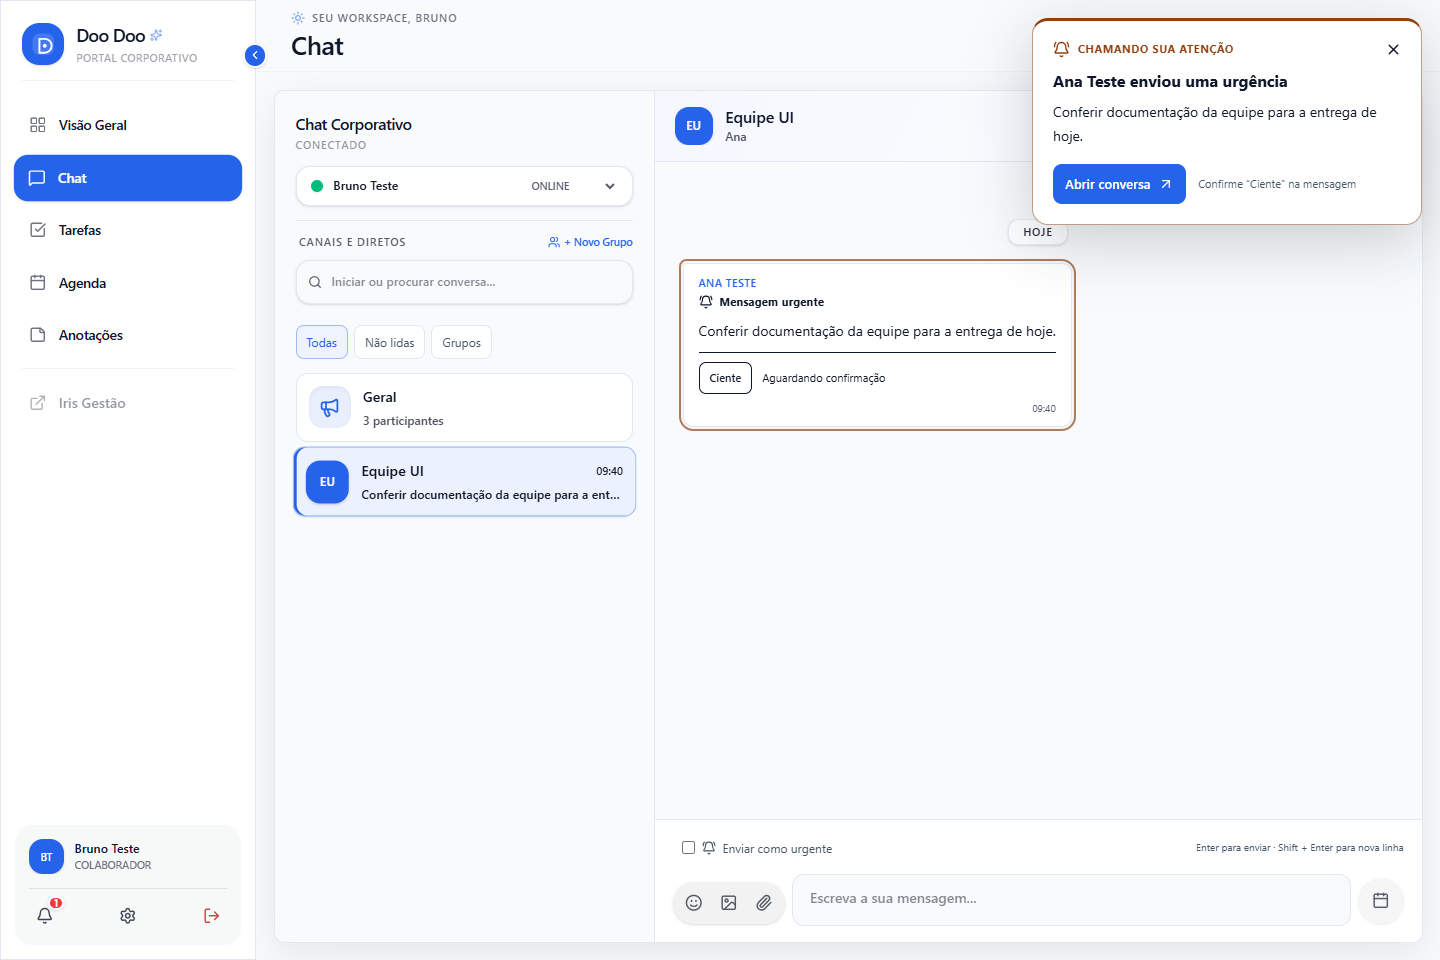 Doo Doo
PORTAL CORPORATIVO
Visão Geral
Chat
Tarefas
Agenda
Anotações
Iris Gestão
BT
Bruno Teste
COLABORADOR
1
SEU WORKSPACE, BRUNO
Chat
Chat Corporativo
CONECTADO
Bruno Teste
ONLINE
CANAIS E DIRETOS
+ Novo Grupo
Iniciar ou procurar conversa...
Todas
Não lidas
Grupos
Geral
3 participantes
EU
Equipe UI
09:40
Conferir documentação da equipe para a ent...
EU
Equipe UI
Ana
HOJE
ANA TESTE
Mensagem urgente
Conferir documentação da equipe para a entrega de hoje.
Ciente
Aguardando confirmação
09:40
Enviar como urgente
Enter para enviar · Shift + Enter para nova linha
Escreva a sua mensagem...
CHAMANDO SUA ATENÇÃO
Ana Teste enviou uma urgência
Conferir documentação da equipe para a entrega de
hoje.
Abrir conversa
Confirme “Ciente” na mensagem